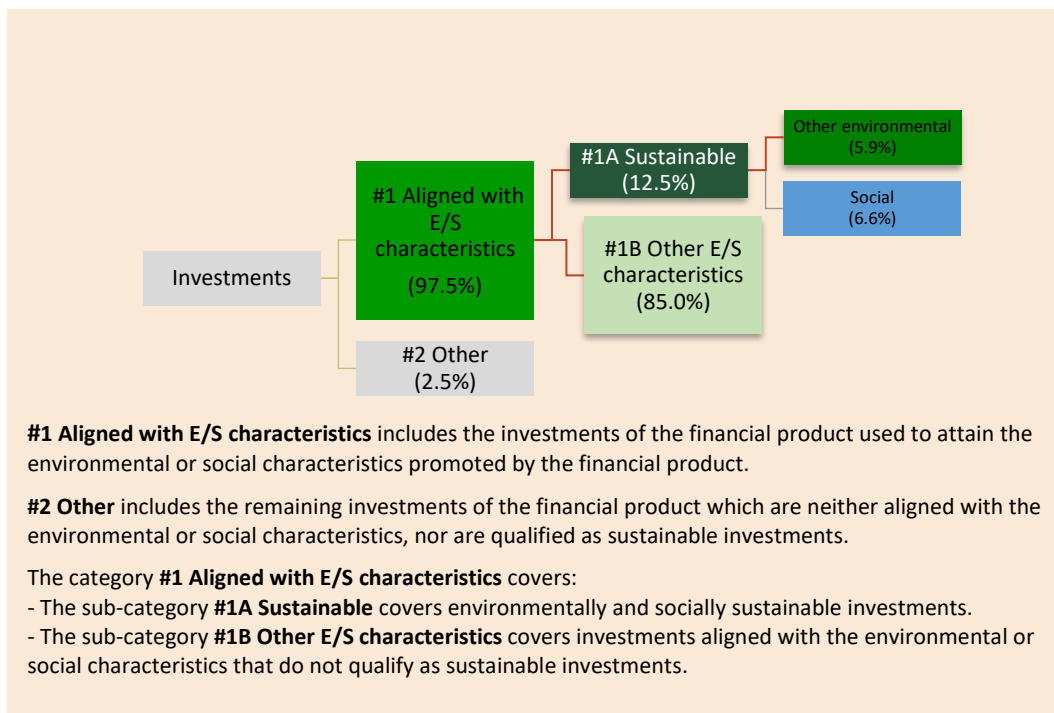 Other environmental
(5.9%)
#1A Sustainable
(12.5%)
Social
(6.6%)
#1 Aligned with
E/S
characteristics
(97.5%)
#1B Other E/S
characteristics
(85.0%)
Investments
#2 Other
(2.5%)
#1 Aligned with E/S characteristics includes the investments of the financial product used to attain the
environmental or social characteristics promoted by the financial product.
#2 Other includes the remaining investments of the financial product which are neither aligned with the
environmental or social characteristics, nor are qualified as sustainable investments.
The category #1 Aligned with E/S characteristics covers:
- The sub-category #1A Sustainable covers environmentally and socially sustainable investments.
- The sub-category #1B Other E/S characteristics covers investments aligned with the environmental or
social characteristics that do not qualify as sustainable investments.